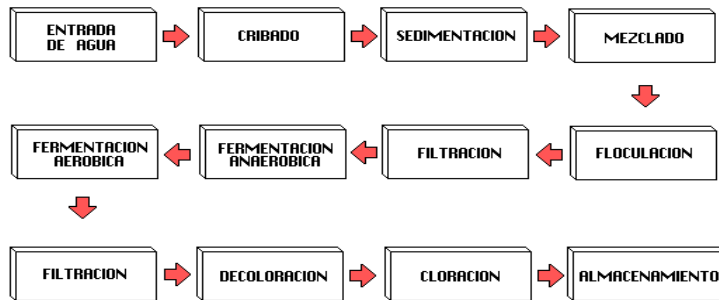 ENTRADA
DE AGUA
CRIBADO
SEDIMENTACION
MEZCLADO
FERMENTACION
AEROBICA
FERMENTACION
ANAEROBICA
FILTRACION
FLOCULACION
FILTRACION
DECOLORACION
CLORACION
ALMACENAMIENTO